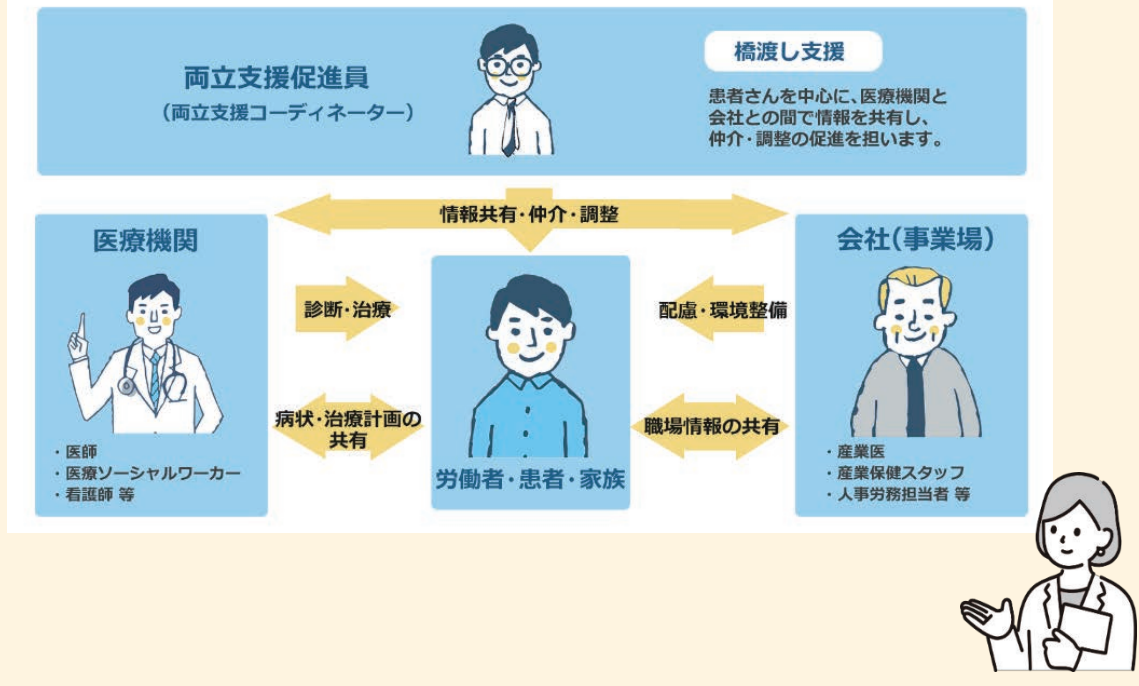 両立支援促進員
(両立支援コーディネーター)
橋渡し支援
患者さんを中心に、医療機関と
会社との間で情報を共有し、
仲介・調整の促進を担います。
情報共有・仲介・調整
医療機関
・医師
・医療ソーシャルワーカー
・看護師 等
診断・治療
病状・治療計画の
共有
労働者・患者・家族
配慮・環境整備
職場情報の共有
会社(事業場)
・産業医
・産業保健スタッフ
・人事労務担当者 等